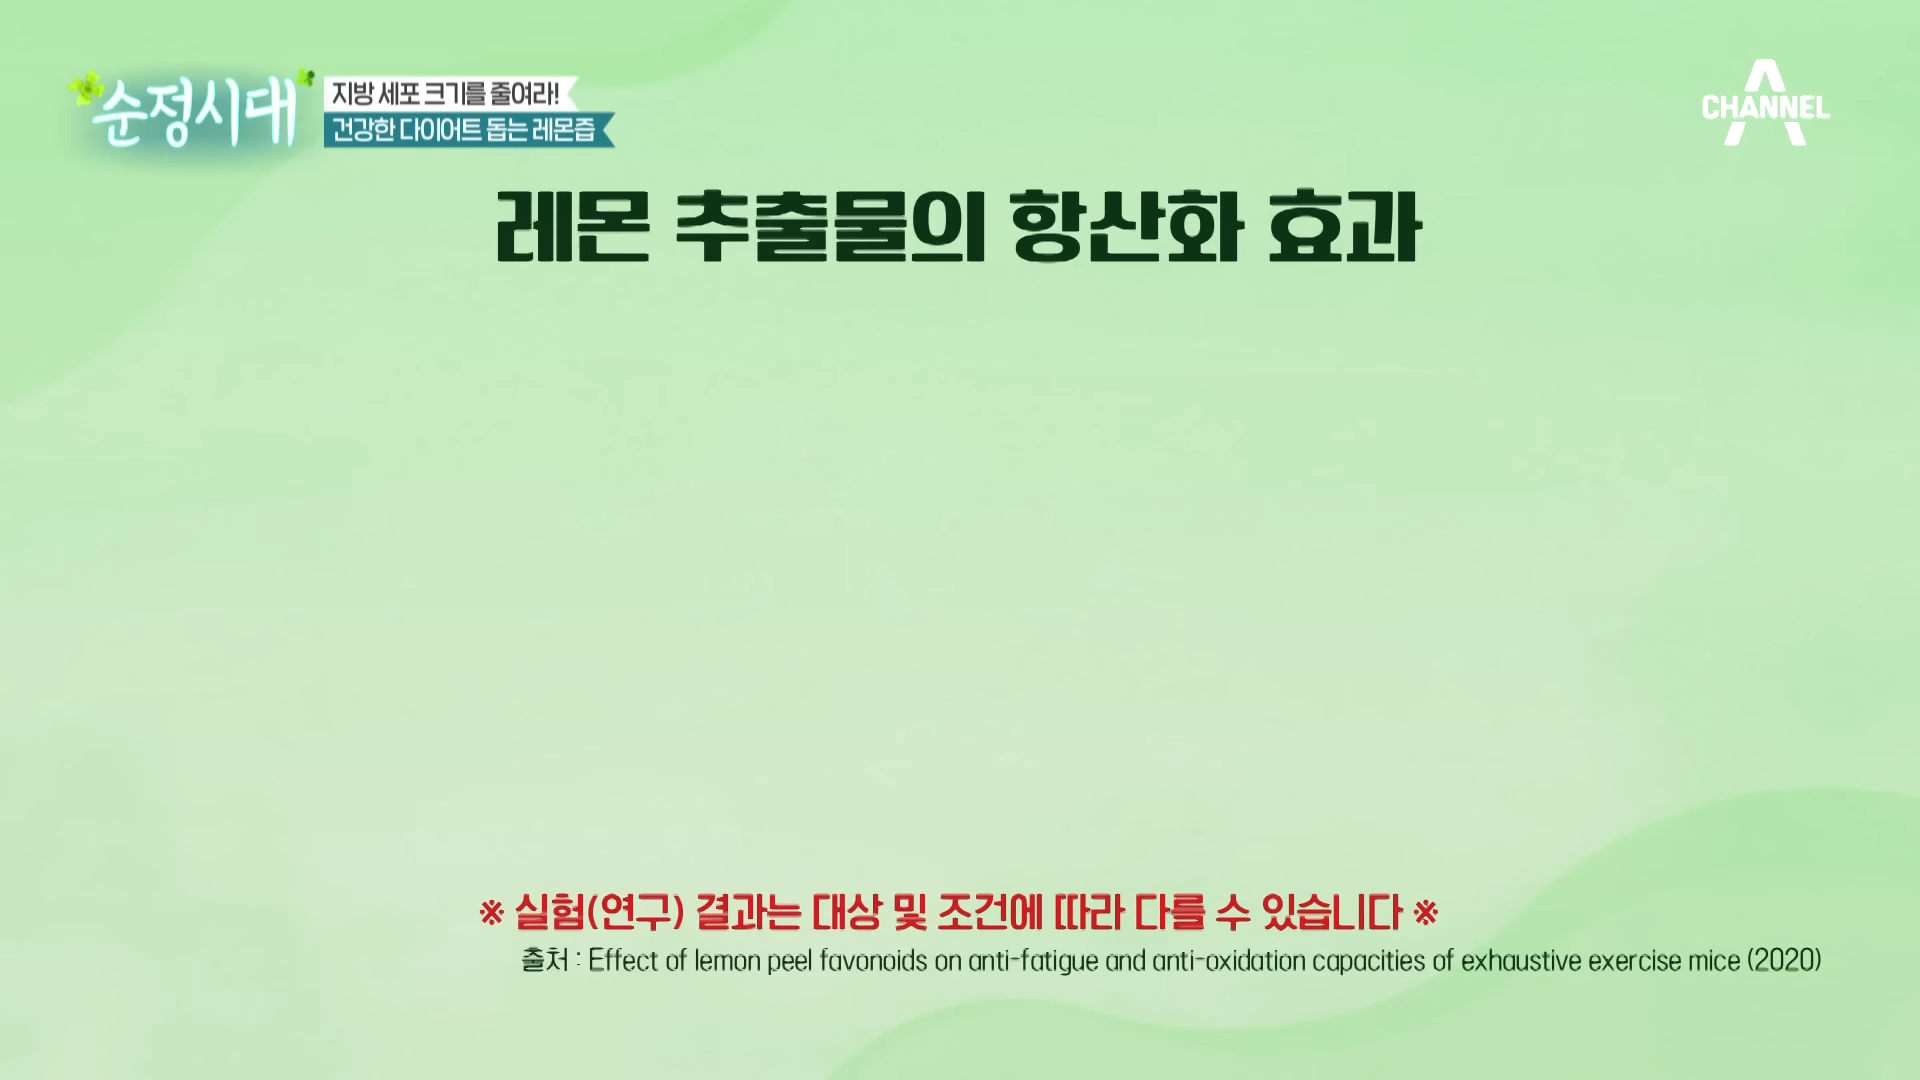 순정시대
지방 세포 크기를 줄여라!
건강한 다이어트 돕는 레몬즙
CHANNEL A
레몬 추출물의 항산화 효과
※ 실험(연구) 결과는 대상 및 조건에 따라 다를 수 있습니다 ※
출처 : Effect of lemon peel favonoids on anti-fatigue and anti-oxidation capacities of exhaustive exercise mice (2020)